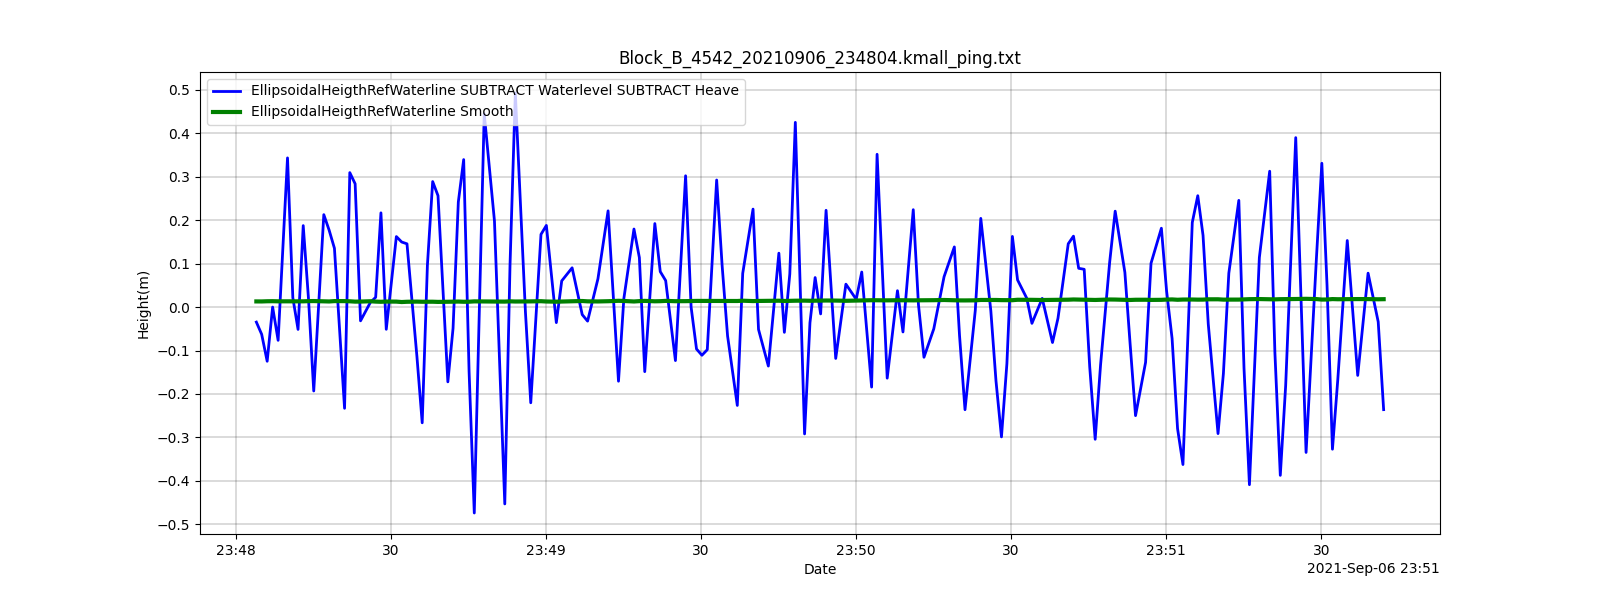 Block_B_4542_20210906_234804.kmall_ping.txt
EllipsoidalHeigthRefWaterline SUBTRACT Waterlevel SUBTRACT Heave
EllipsoidalHeigthRefWaterline Smooth
Height(m)
0.5
0.4
0.3
0.2
0.1
0.0
−0.1
−0.2
−0.3
−0.4
−0.5
23:48 30 23:49 30 23:50 30 23:51 30
Date
2021-Sep-06 23:51